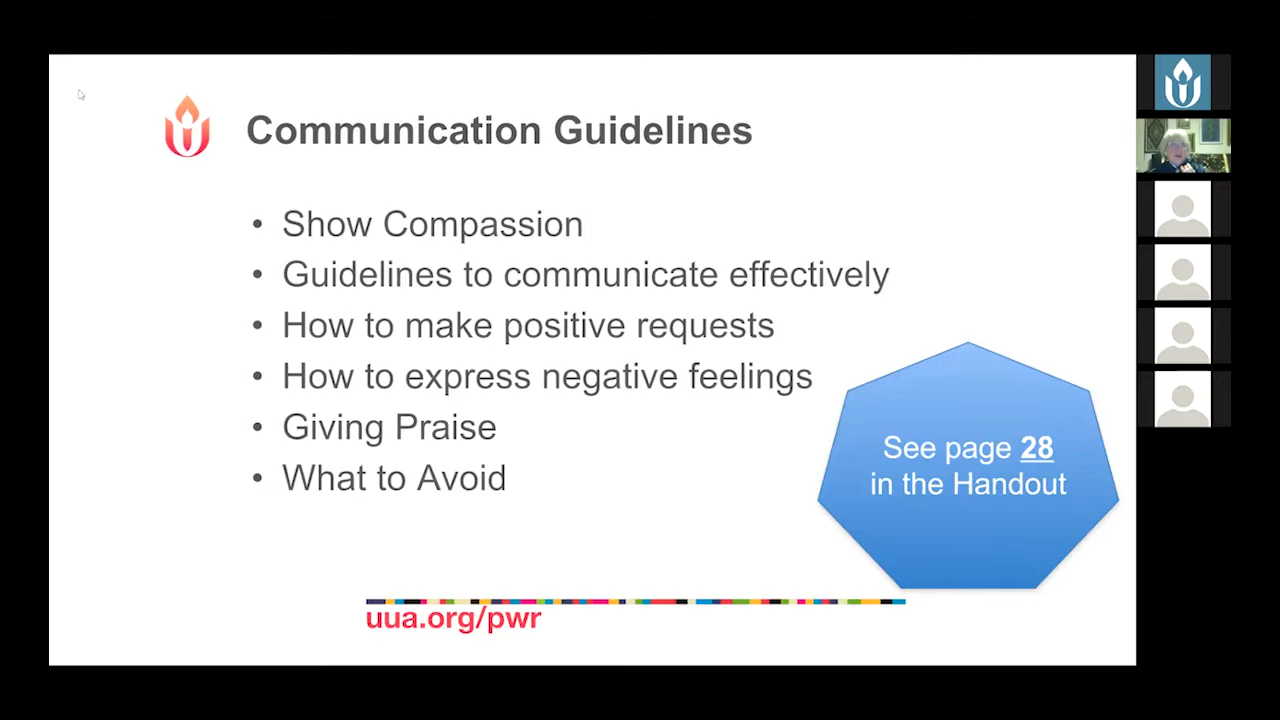 Communication Guidelines
• Show Compassion
• Guidelines to communicate effectively
• How to make positive requests
• How to express negative feelings
• Giving Praise
• What to Avoid
See page 28
in the Handout
uua.org/pwr